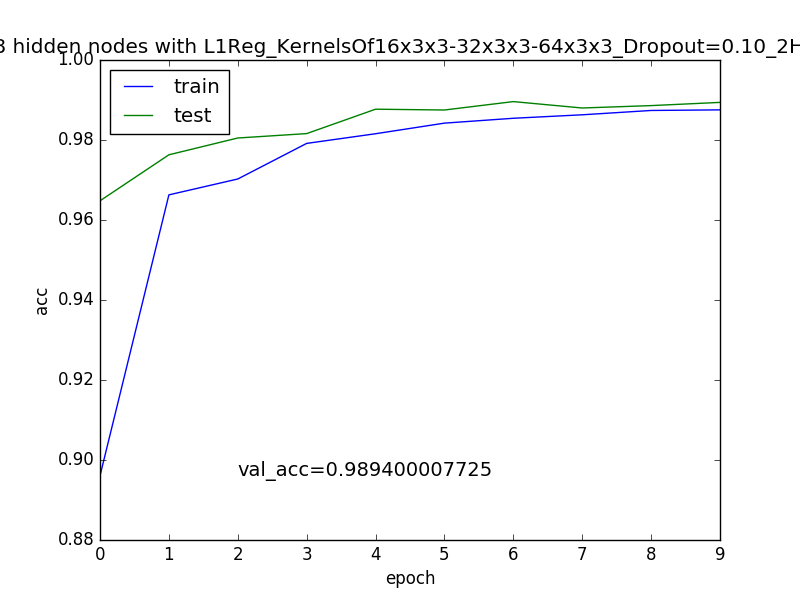 3 hidden nodes with L1Reg_KernelsOf16x3x3-32x3x3-64x3x3_Dropout=0.10_2H
1.00
train
test
0.98
0.96
0.94
acc
0.92
0.90
val_acc=0.989400007725
0.88
0 1 2 3 4 5 6 7 8 9
epoch